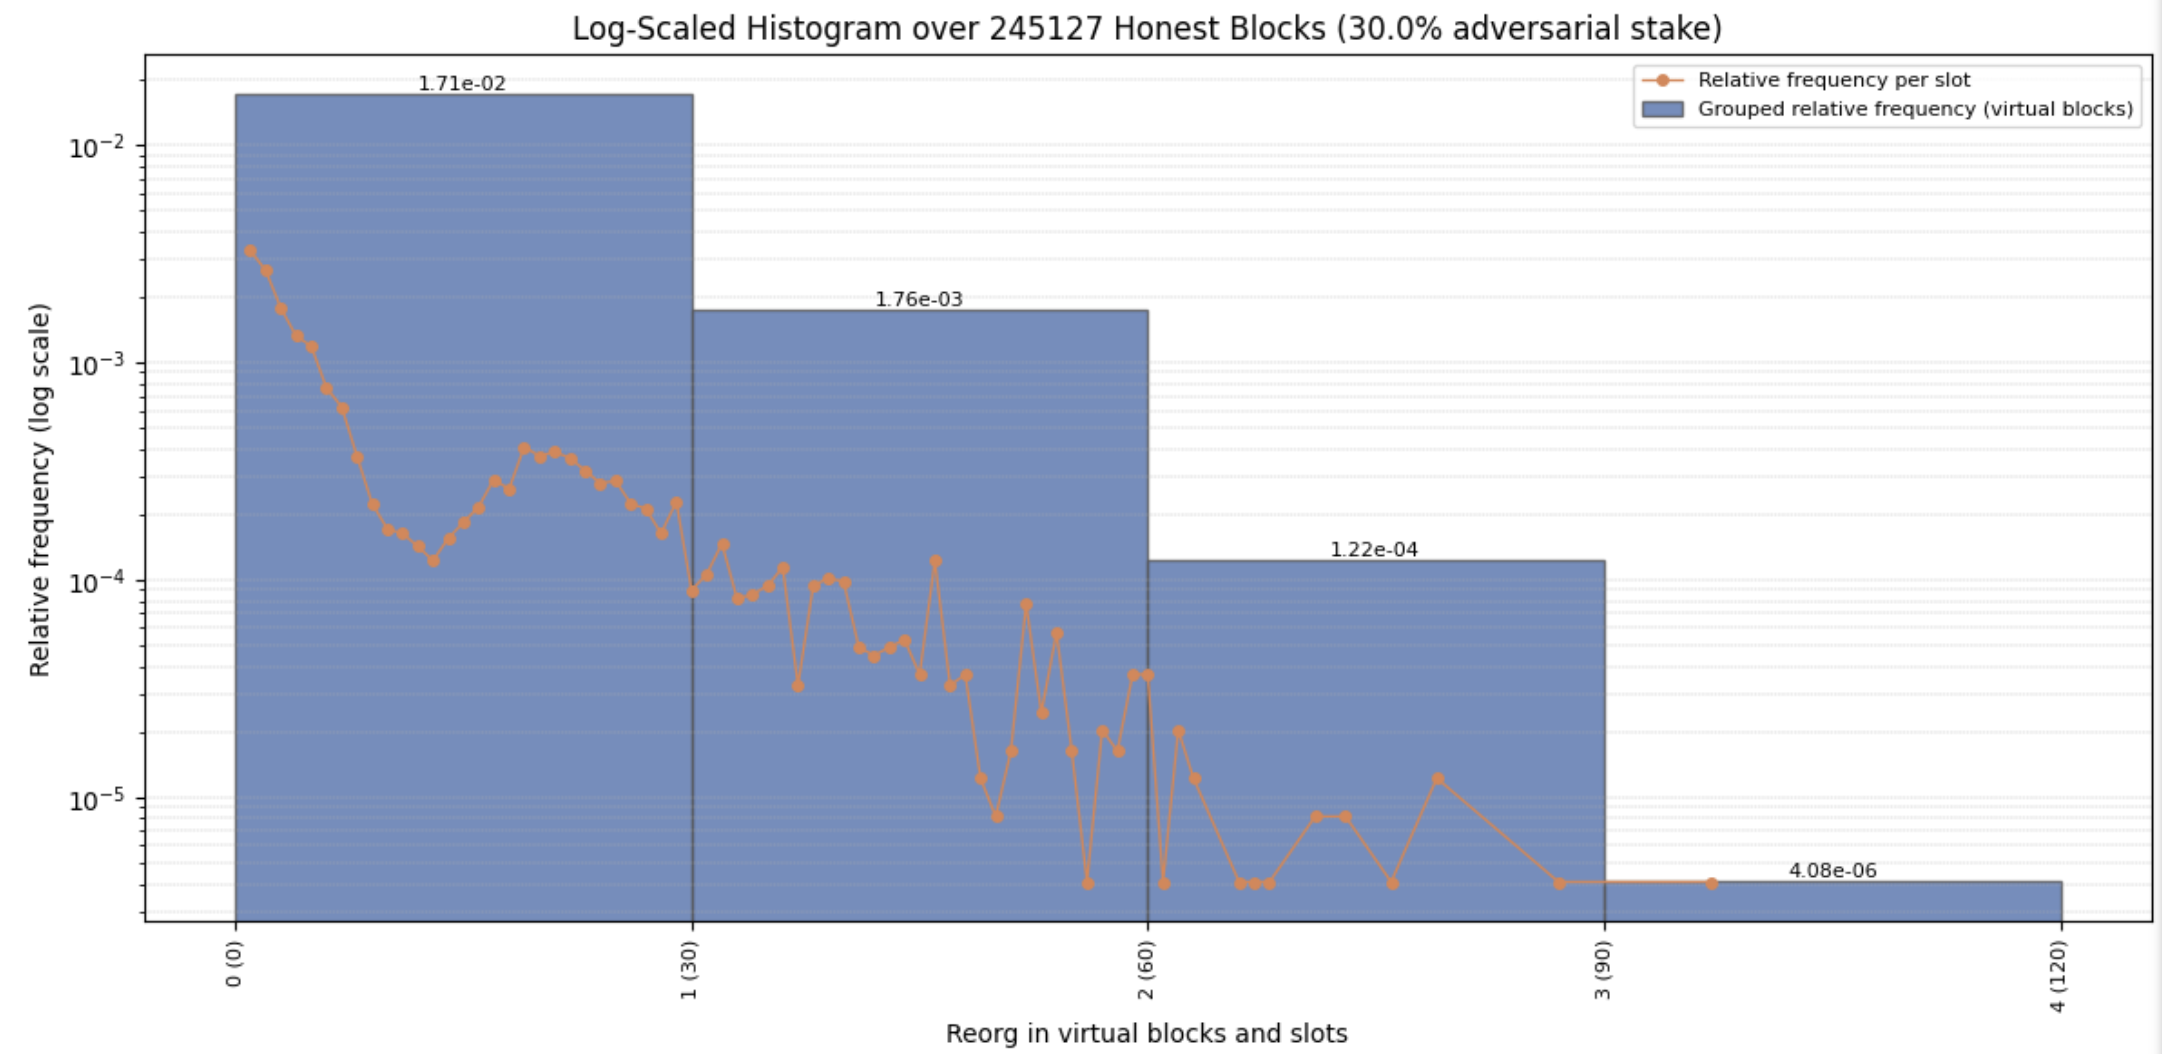 Log-Scaled Histogram over 245127 Honest Blocks (30.0% adversarial stake)
Relative frequency per slot
Grouped relative frequency (virtual blocks)
1.71e-02
1.76e-03
1.22e-04
4.08e-06
Relative frequency (log scale)
10⁻²
10⁻³
10⁻⁴
10⁻⁵
0 (0)
1 (30)
2 (60)
3 (90)
4 (120)
Reorg in virtual blocks and slots